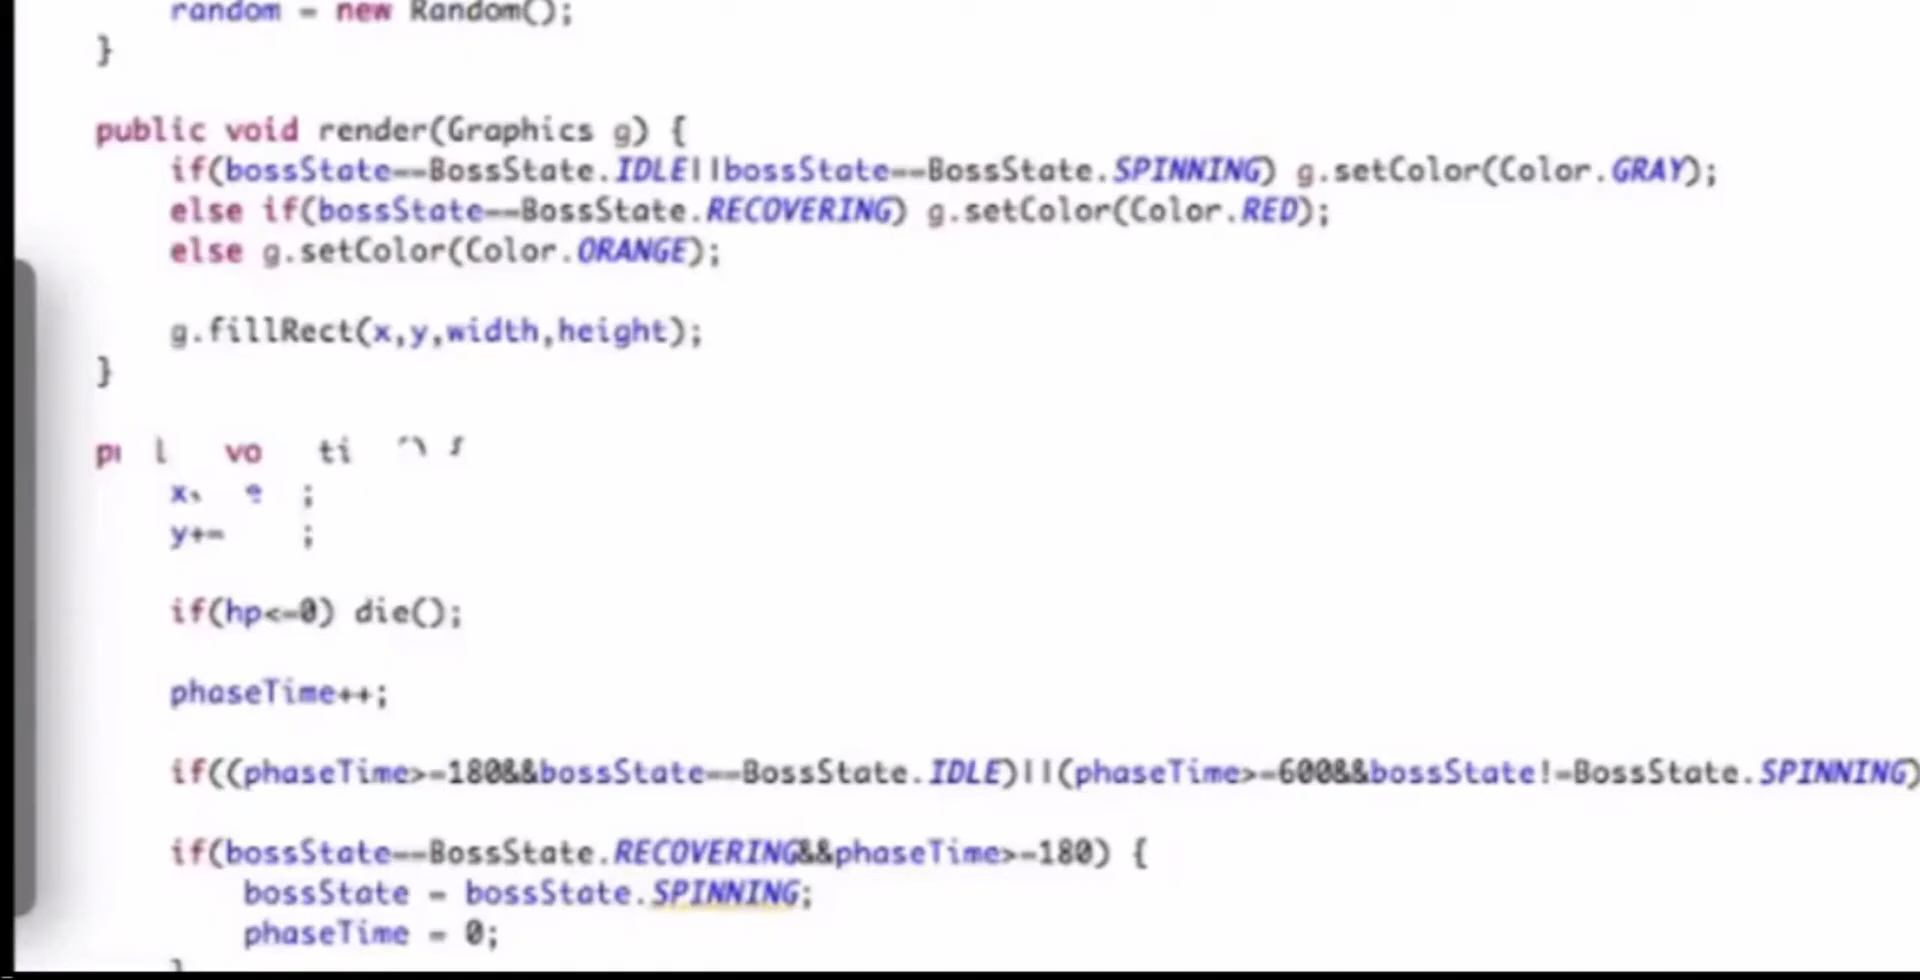 random = new Random();
}
public void render(Graphics g) {
if(bossState==BossState.IDLE||bossState==BossState.SPINNING) g.setColor(Color.GRAY);
else if(bossState==BossState.RECOVERING) g.setColor(Color.RED);
else g.setColor(Color.ORANGE);
g.fillRect(x,y,width,height);
}
y+= ;
if(hp<=0) die();
phaseTime++;
if((phaseTime>=180&&bossState==BossState.IDLE)||(phaseTime>=600&&bossState!=BossState.SPINNING)
if(bossState==BossState.RECOVERING&&phaseTime>=180) {
bossState = bossState.SPINNING;
phaseTime = 0;